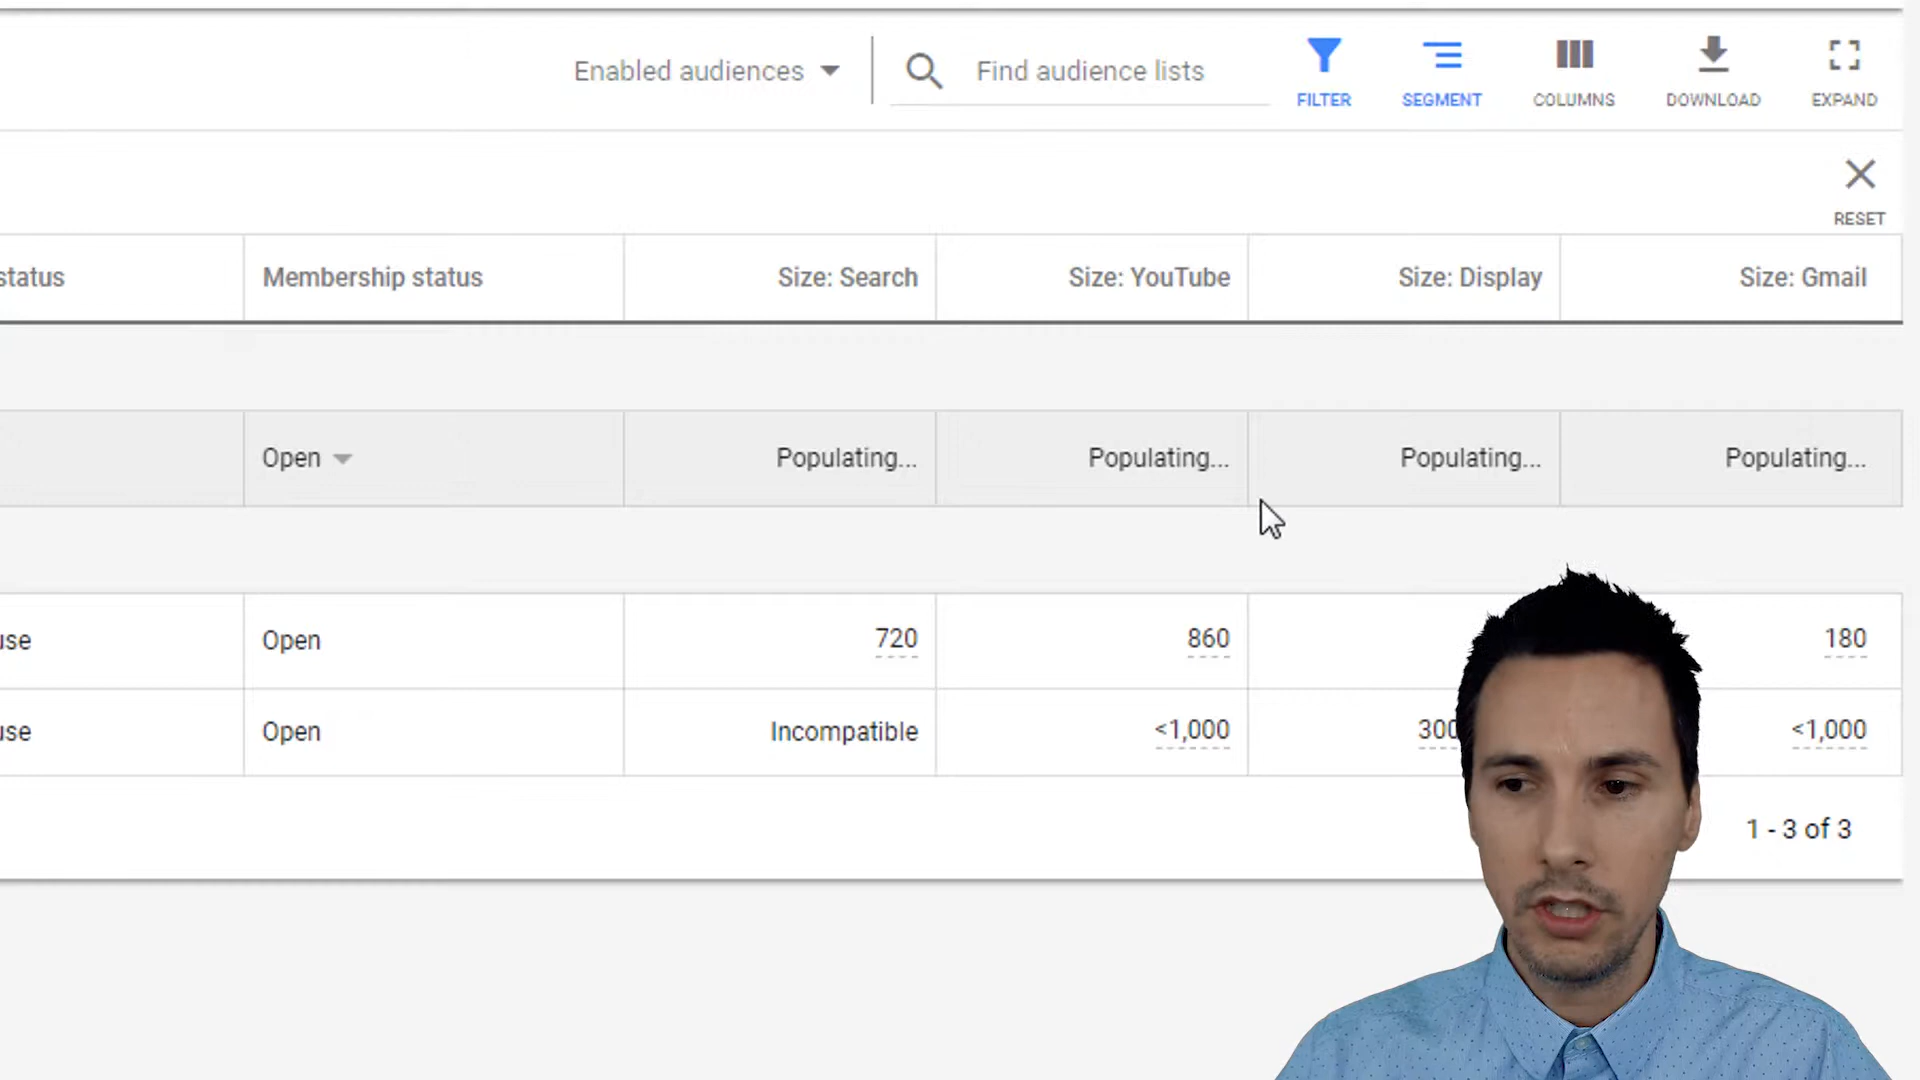 Enabled audiences
Find audience lists
FILTER
SEGMENT
COLUMNS
DOWNLOAD
EXPAND
RESET
status Membership status Size: Search Size: YouTube Size: Display Size: Gmail
Open Populating... Populating... Populating... Populating...
use Open 720 860 180
use Open Incompatible <1,000 300 <1,000
1 - 3 of 3